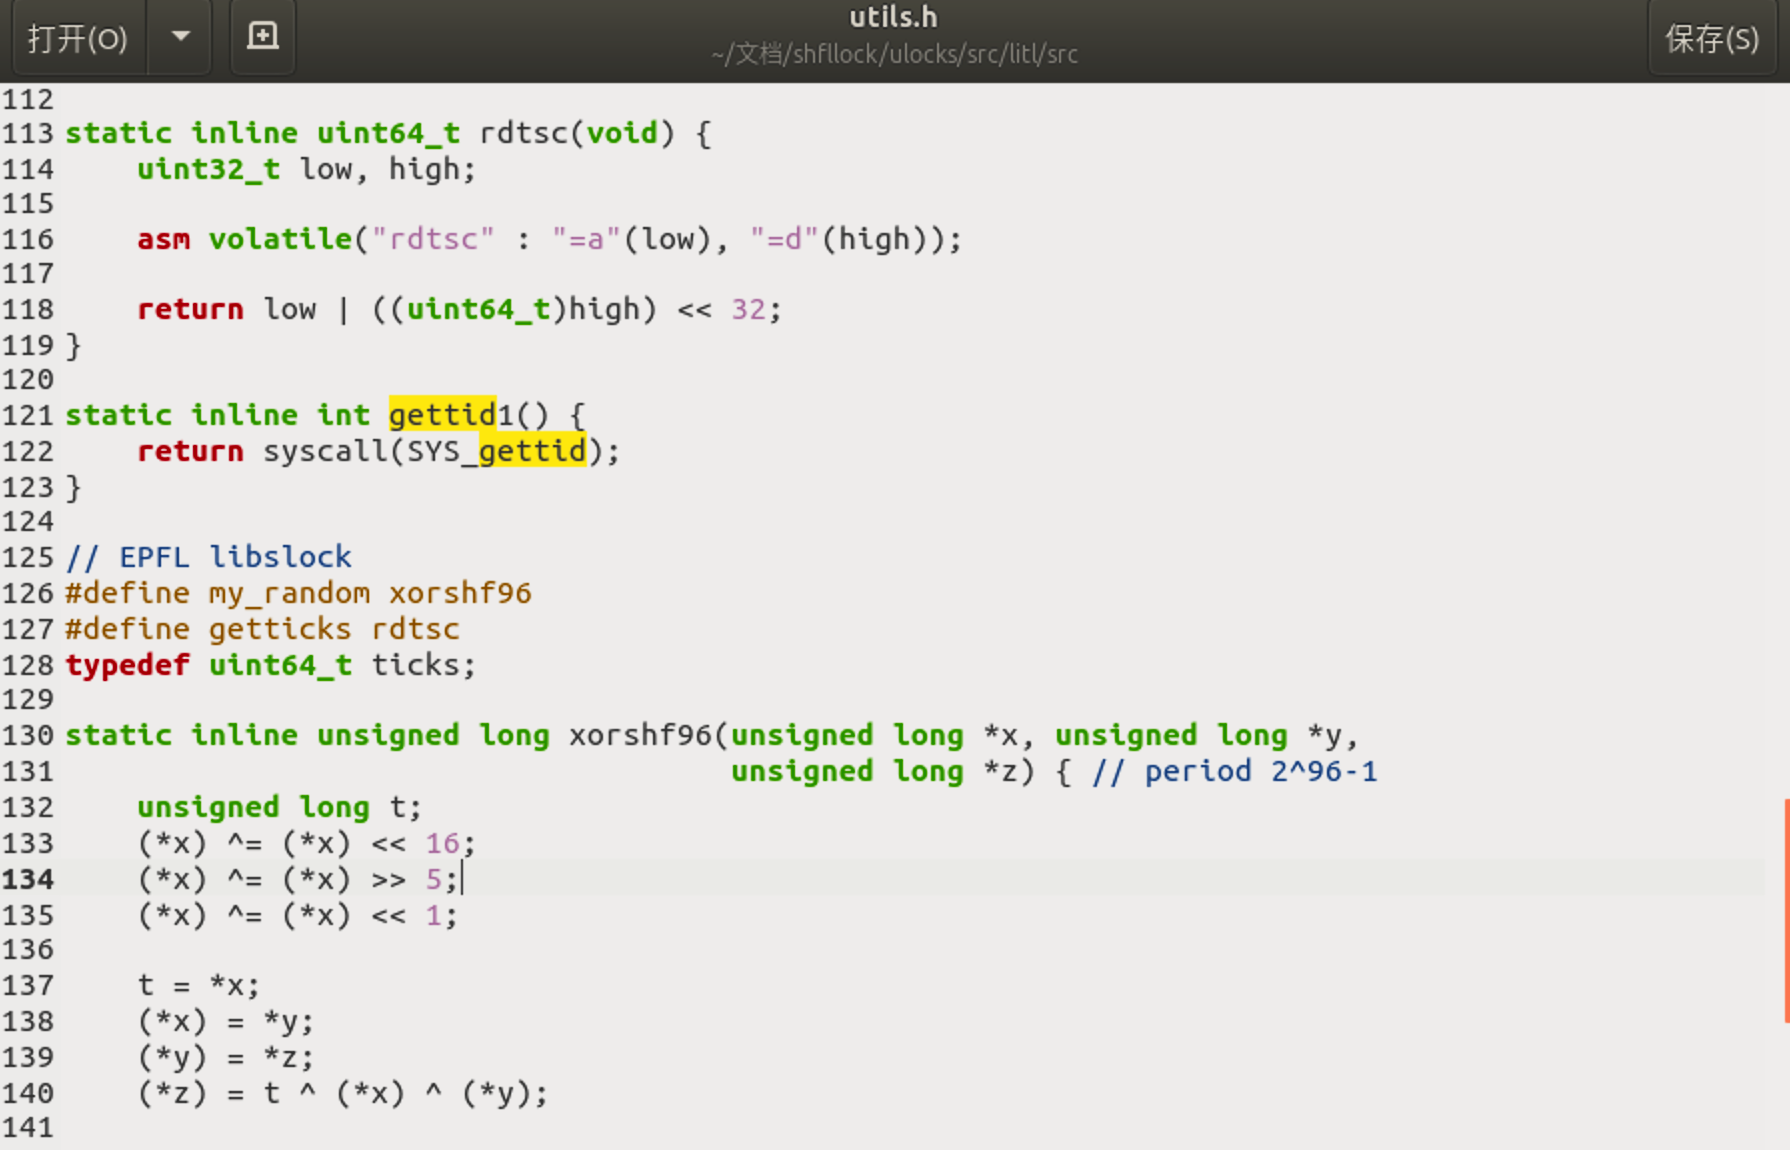 打开(O)
utils.h
~/文档/shfllock/ulocks/src/litl/src
保存(S)
112
113 static inline uint64_t rdtsc(void) {
114     uint32_t low, high;
115
116     asm volatile("rdtsc" : "=a"(low), "=d"(high));
117
118     return low | ((uint64_t)high) << 32;
119 }
120
121 static inline int gettid1() {
122     return syscall(SYS_gettid);
123 }
124
125 // EPFL libslock
126 #define my_random xorshf96
127 #define getticks rdtsc
128 typedef uint64_t ticks;
129
130 static inline unsigned long xorshf96(unsigned long *x, unsigned long *y,
131                                      unsigned long *z) { // period 2^96-1
132     unsigned long t;
133     (*x) ^= (*x) << 16;
134     (*x) ^= (*x) >> 5;
135     (*x) ^= (*x) << 1;
136
137     t = *x;
138     (*x) = *y;
139     (*y) = *z;
140     (*z) = t ^ (*x) ^ (*y);
141